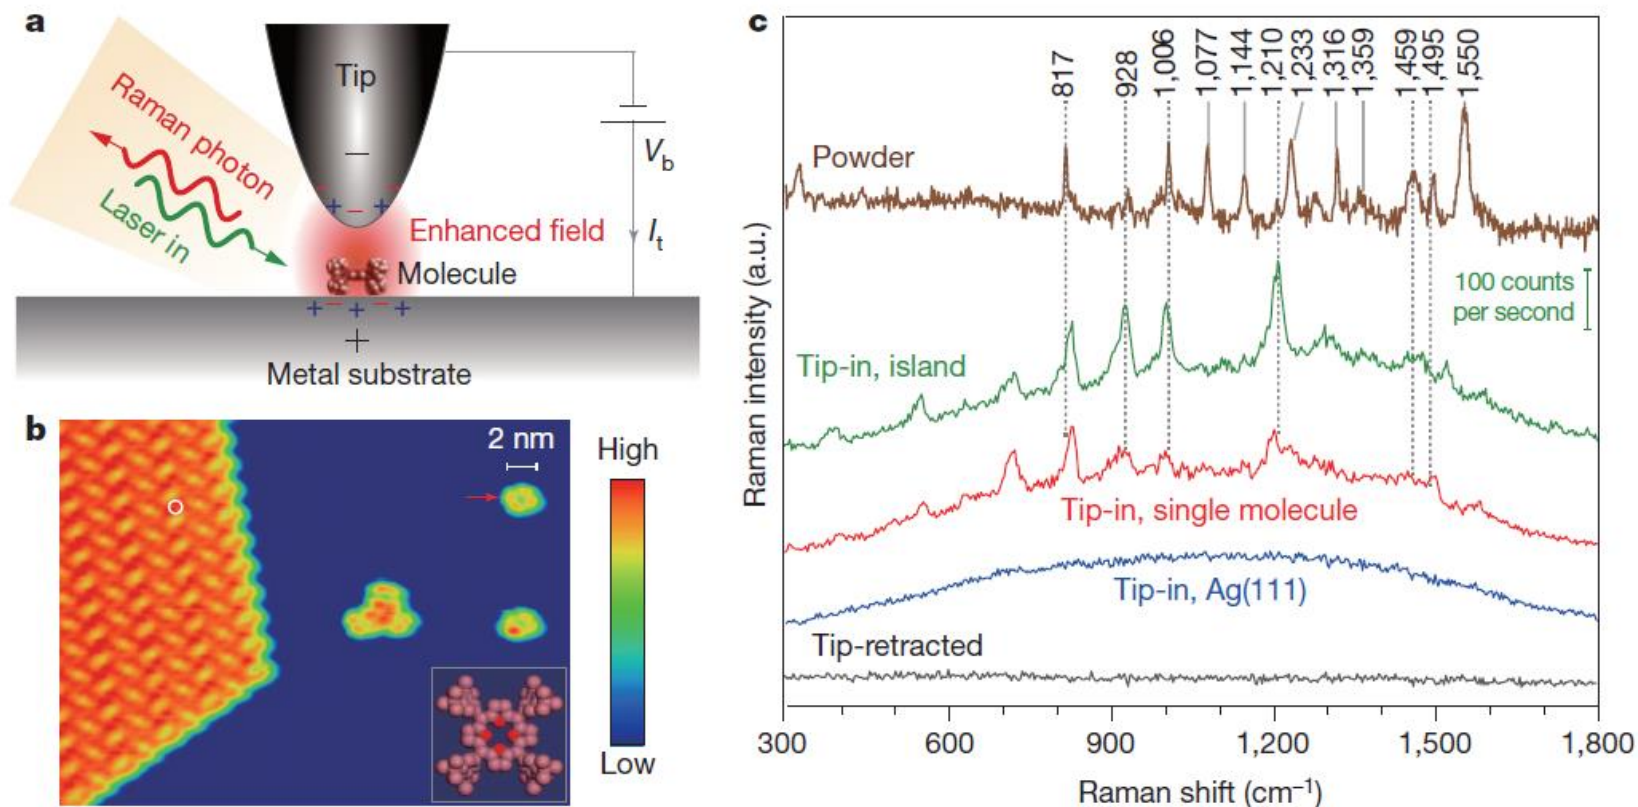 a
Tip
Raman photon
Laser in
Enhanced field
Molecule
Vb
It
Metal substrate
b
2 nm
High
Low
c
817
928
1,006
1,077
1,144
1,210
1,233
1,316
1,359
1,459
1,495
1,550
Powder
100 counts
per second
Tip-in, island
Tip-in, single molecule
Tip-in, Ag(111)
Tip-retracted
Raman intensity (a.u.)
300 600 900 1,200 1,500 1,800
Raman shift (cm⁻¹)